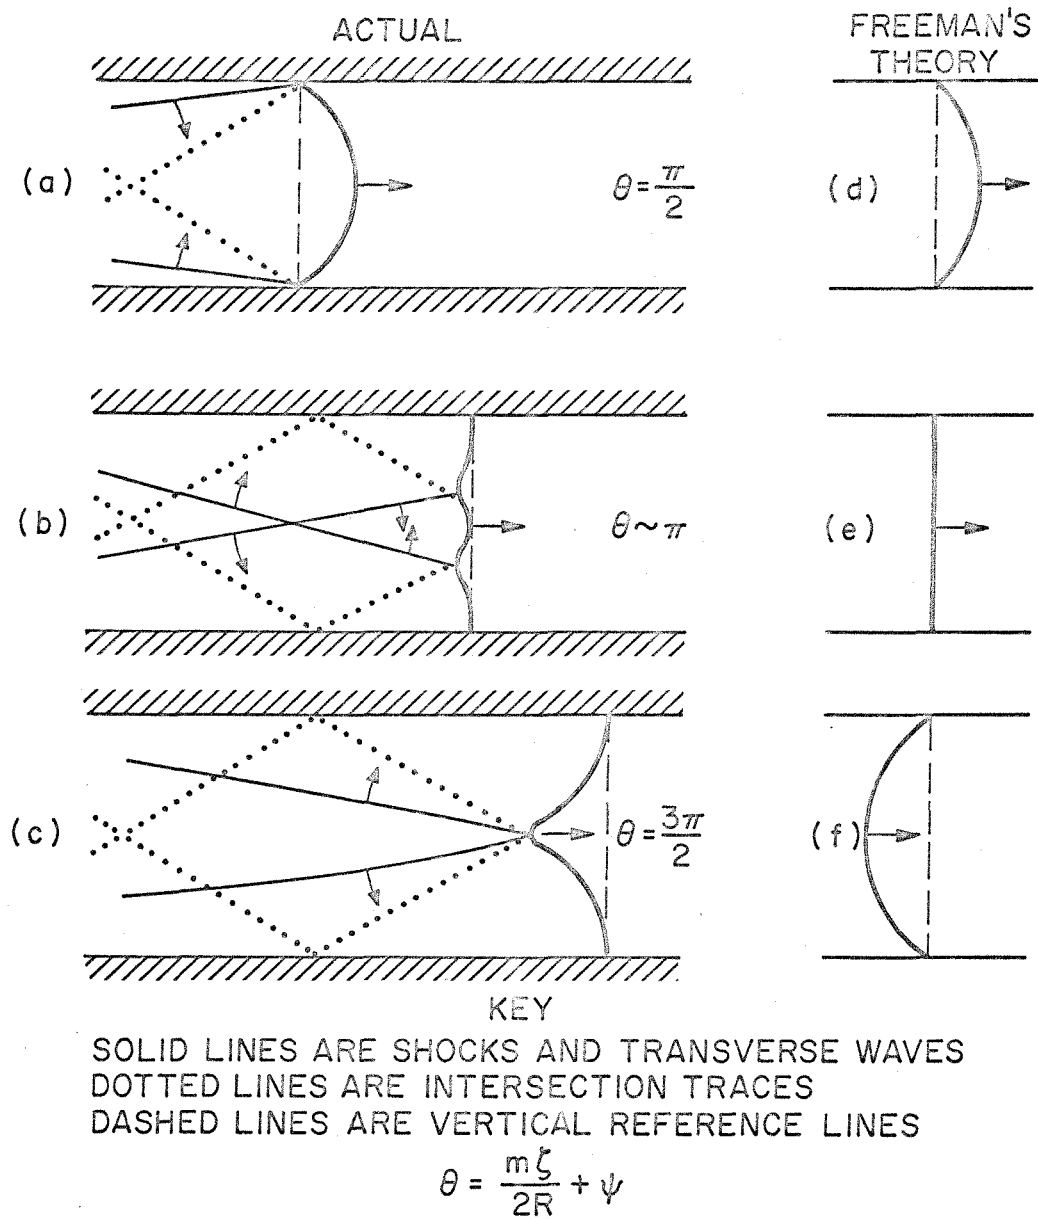 ACTUAL
FREEMAN'S
THEORY
(a)
θ = π/2
(d)
(b)
θ ~ π
(e)
(c)
θ = 3π/2
(f)
KEY
SOLID LINES ARE SHOCKS AND TRANSVERSE WAVES
DOTTED LINES ARE INTERSECTION TRACES
DASHED LINES ARE VERTICAL REFERENCE LINES
θ = mζ/2R + ψ